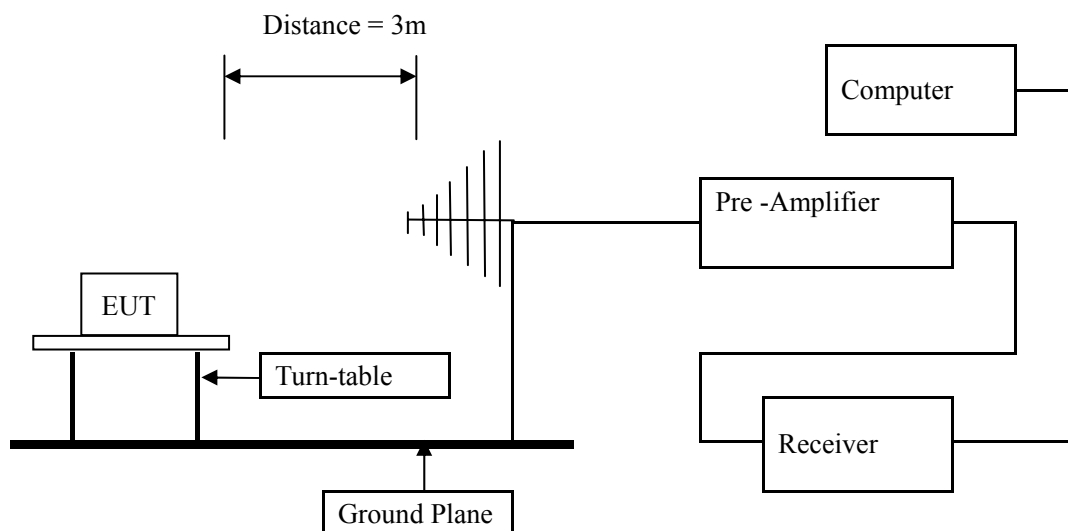 Distance = 3m
Computer
Pre -Amplifier
EUT
Turn-table
Receiver
Ground Plane